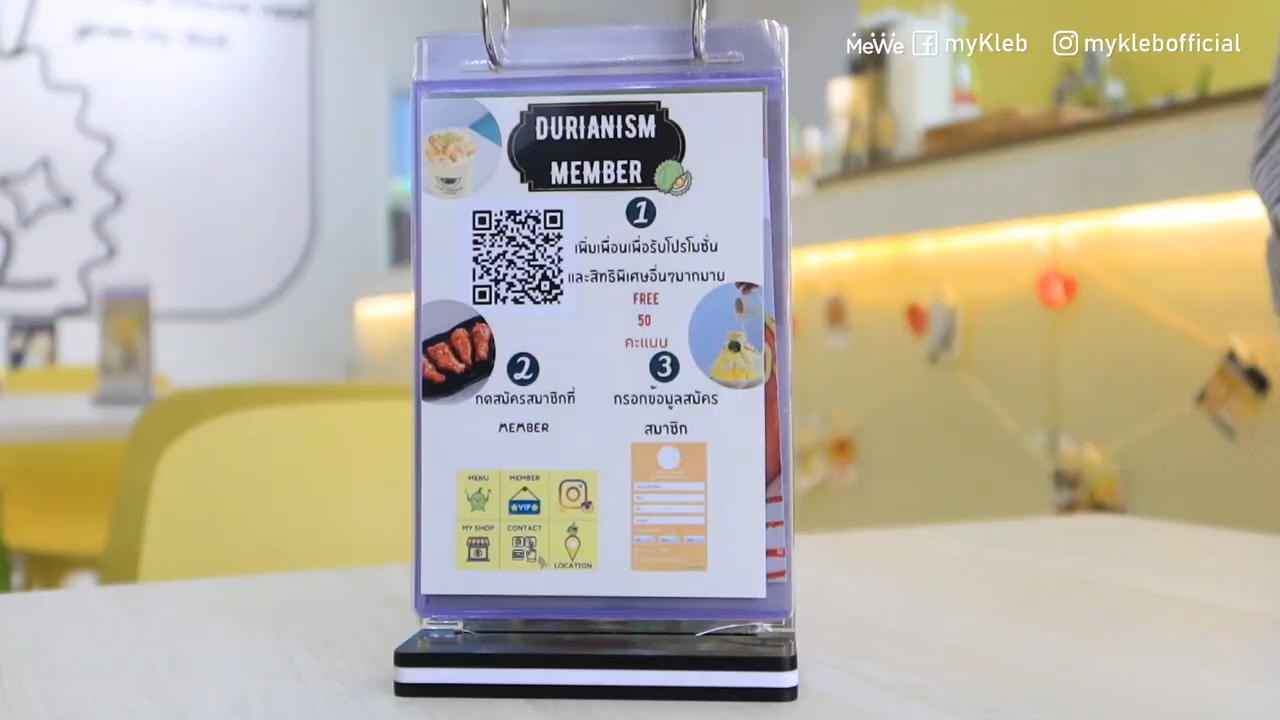 MeWe myKleb myklebofficial
DURIANISM
MEMBER
1
เพิ่มเพื่อนเพื่อรับโปรโมชั่น
และสิทธิพิเศษอื่นๆมากมาย
FREE
50
คะแนน
2
กดสมัครสมาชิกที่
MEMBER
3
กรอกข้อมูลสมัคร
สมาชิก
MENU MEMBER
VIP
MY SHOP CONTACT
LOCATION